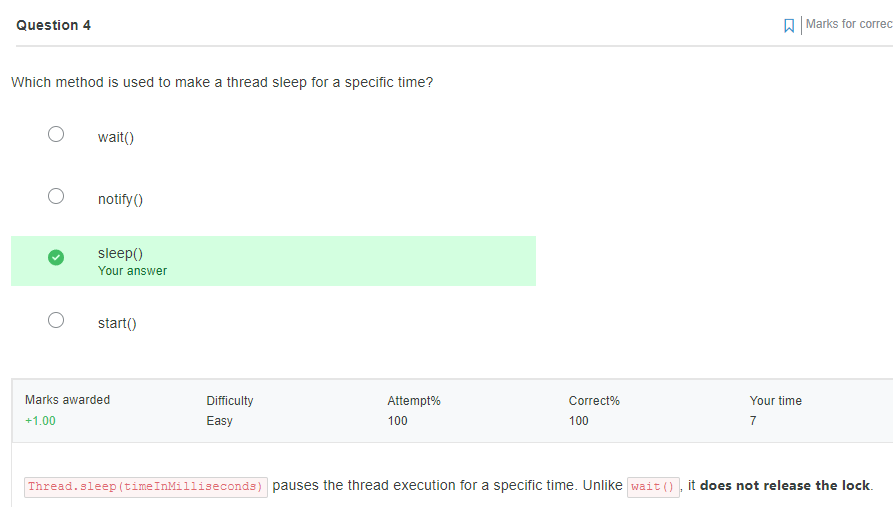 Question 4
Marks for correc
Which method is used to make a thread sleep for a specific time?
wait()
notify()
sleep()
Your answer
start()
Marks awarded Difficulty Attempt% Correct% Your time
+1.00 Easy 100 100 7
Thread.sleep(timeInMilliseconds) pauses the thread execution for a specific time. Unlike wait(), it does not release the lock.